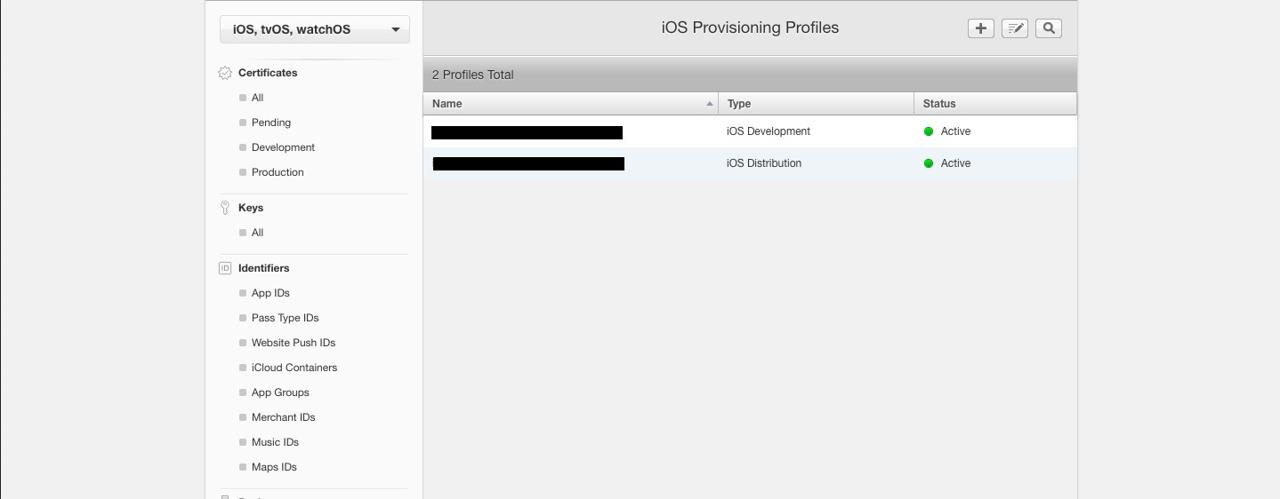 iOS, tvOS, watchOS
Certificates
All
Pending
Development
Production
Keys
All
ID Identifiers
App IDs
Pass Type IDs
Website Push IDs
iCloud Containers
App Groups
Merchant IDs
Music IDs
Maps IDs
iOS Provisioning Profiles
2 Profiles Total
Name Type Status
iOS Development Active
iOS Distribution Active